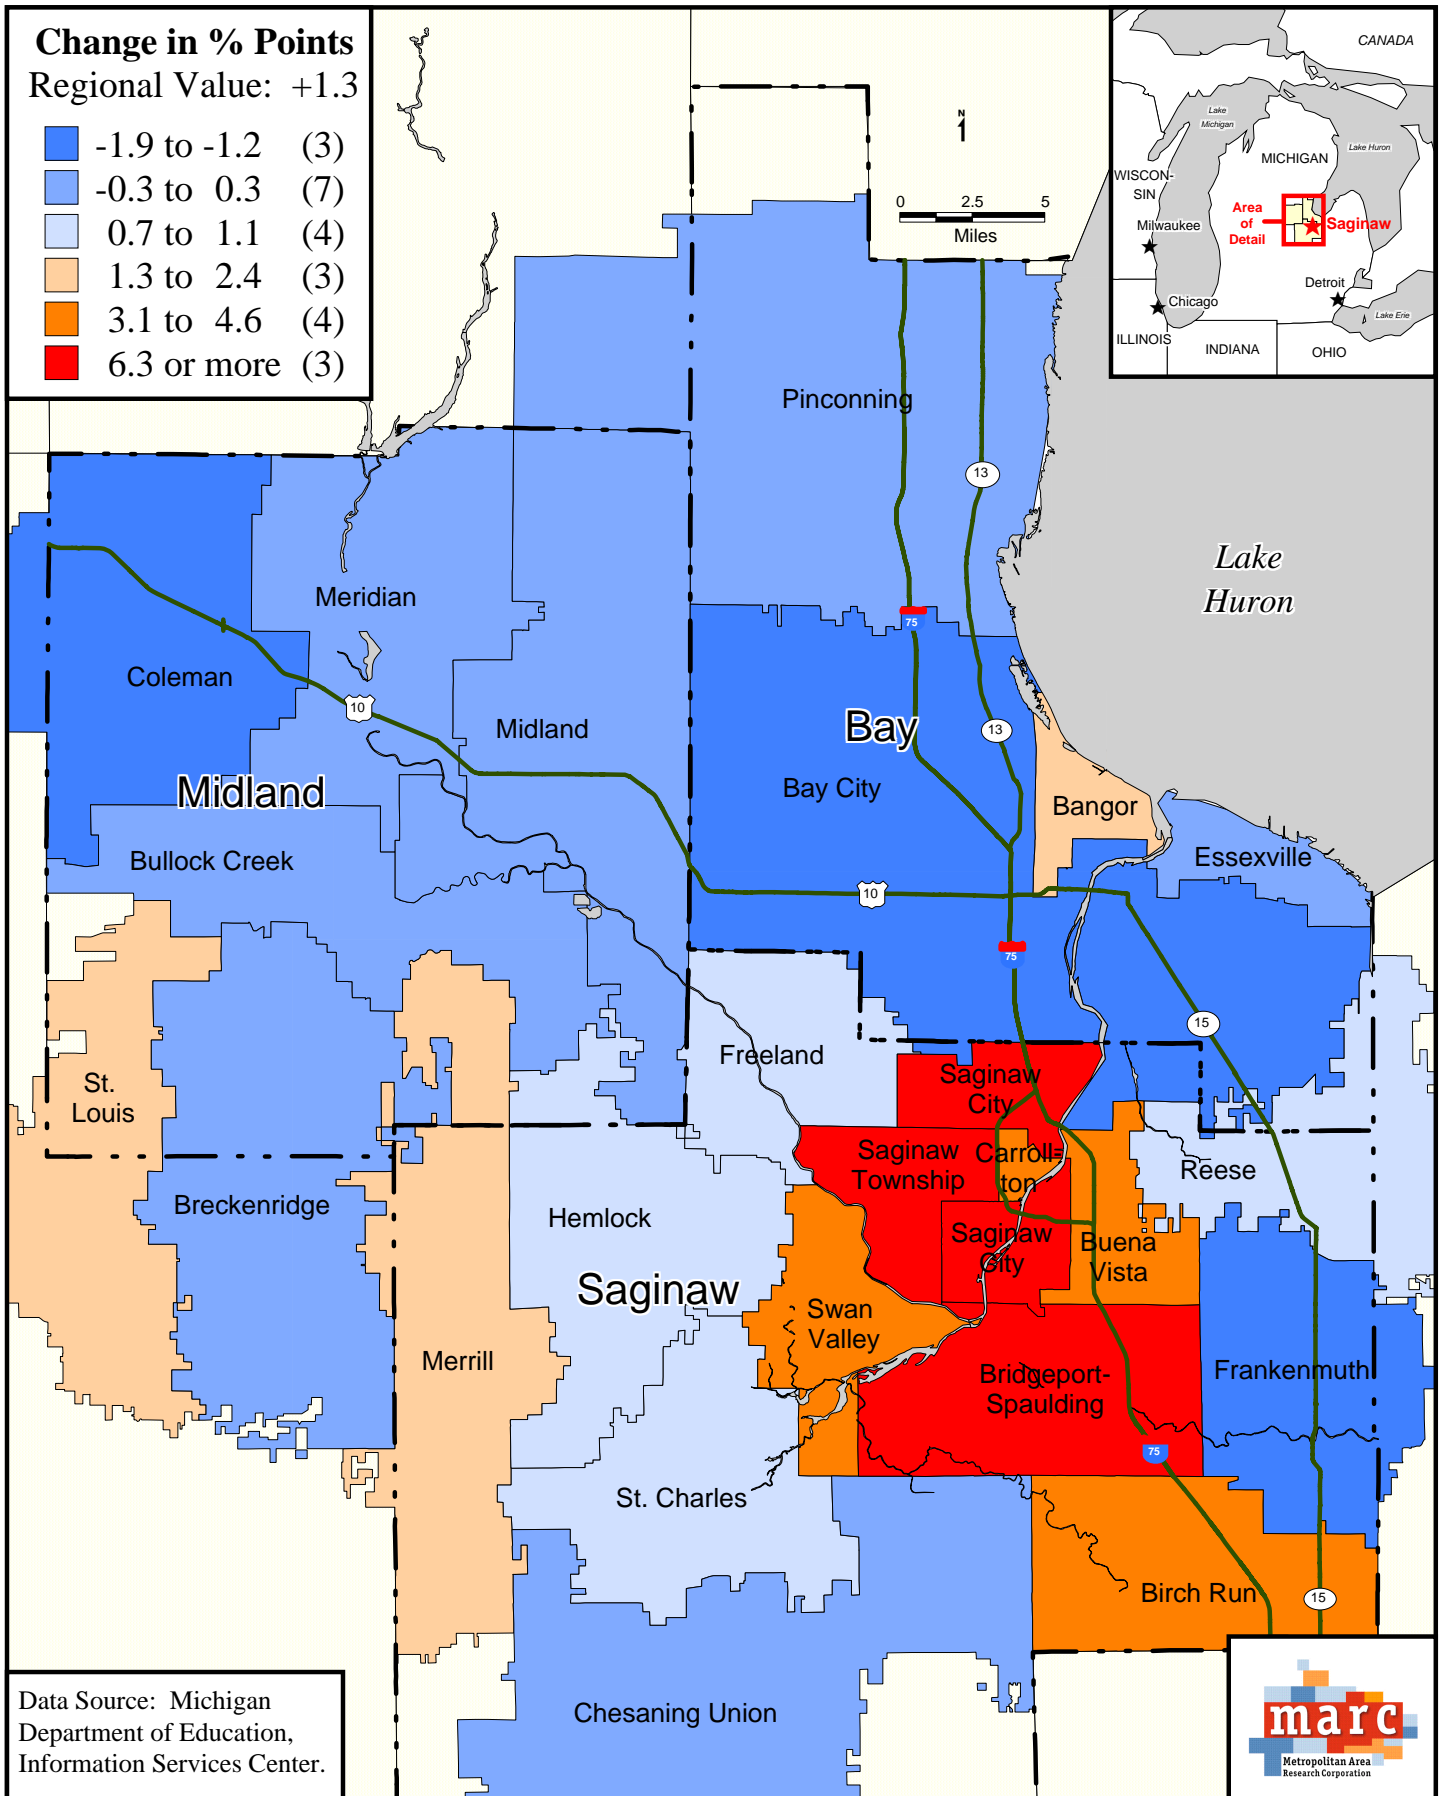 Change in % Points
Regional Value: +1.3
-1.9 to -1.2 (3)
-0.3 to 0.3 (7)
0.7 to 1.1 (4)
1.3 to 2.4 (3)
3.1 to 4.6 (4)
6.3 or more (3)
N
0 2.5 5
Miles
CANADA
Lake
Michigan
Lake Huron
MICHIGAN
WISCON-
SIN
Area
of
Detail
Saginaw
Milwaukee
Detroit
Chicago
Lake Erie
ILLINOIS
INDIANA
OHIO
Pinconning
13
Lake
Huron
Meridian
75
Coleman
10
Midland
Bay
13
Midland
Bay City
Bangor
Bullock Creek
Essexville
10
75
15
Freeland
St.
Louis
Saginaw
City
Saginaw
Township
Carroll-
ton
Reese
Breckenridge
Hemlock
Saginaw
City
Buena
Vista
Saginaw
Swan
Valley
Merrill
Bridgeport-
Spaulding
Frankenmuth
75
St. Charles
Birch Run
15
Chesaning Union
Data Source: Michigan
Department of Education,
Information Services Center.
marc
Metropolitan Area
Research Corporation